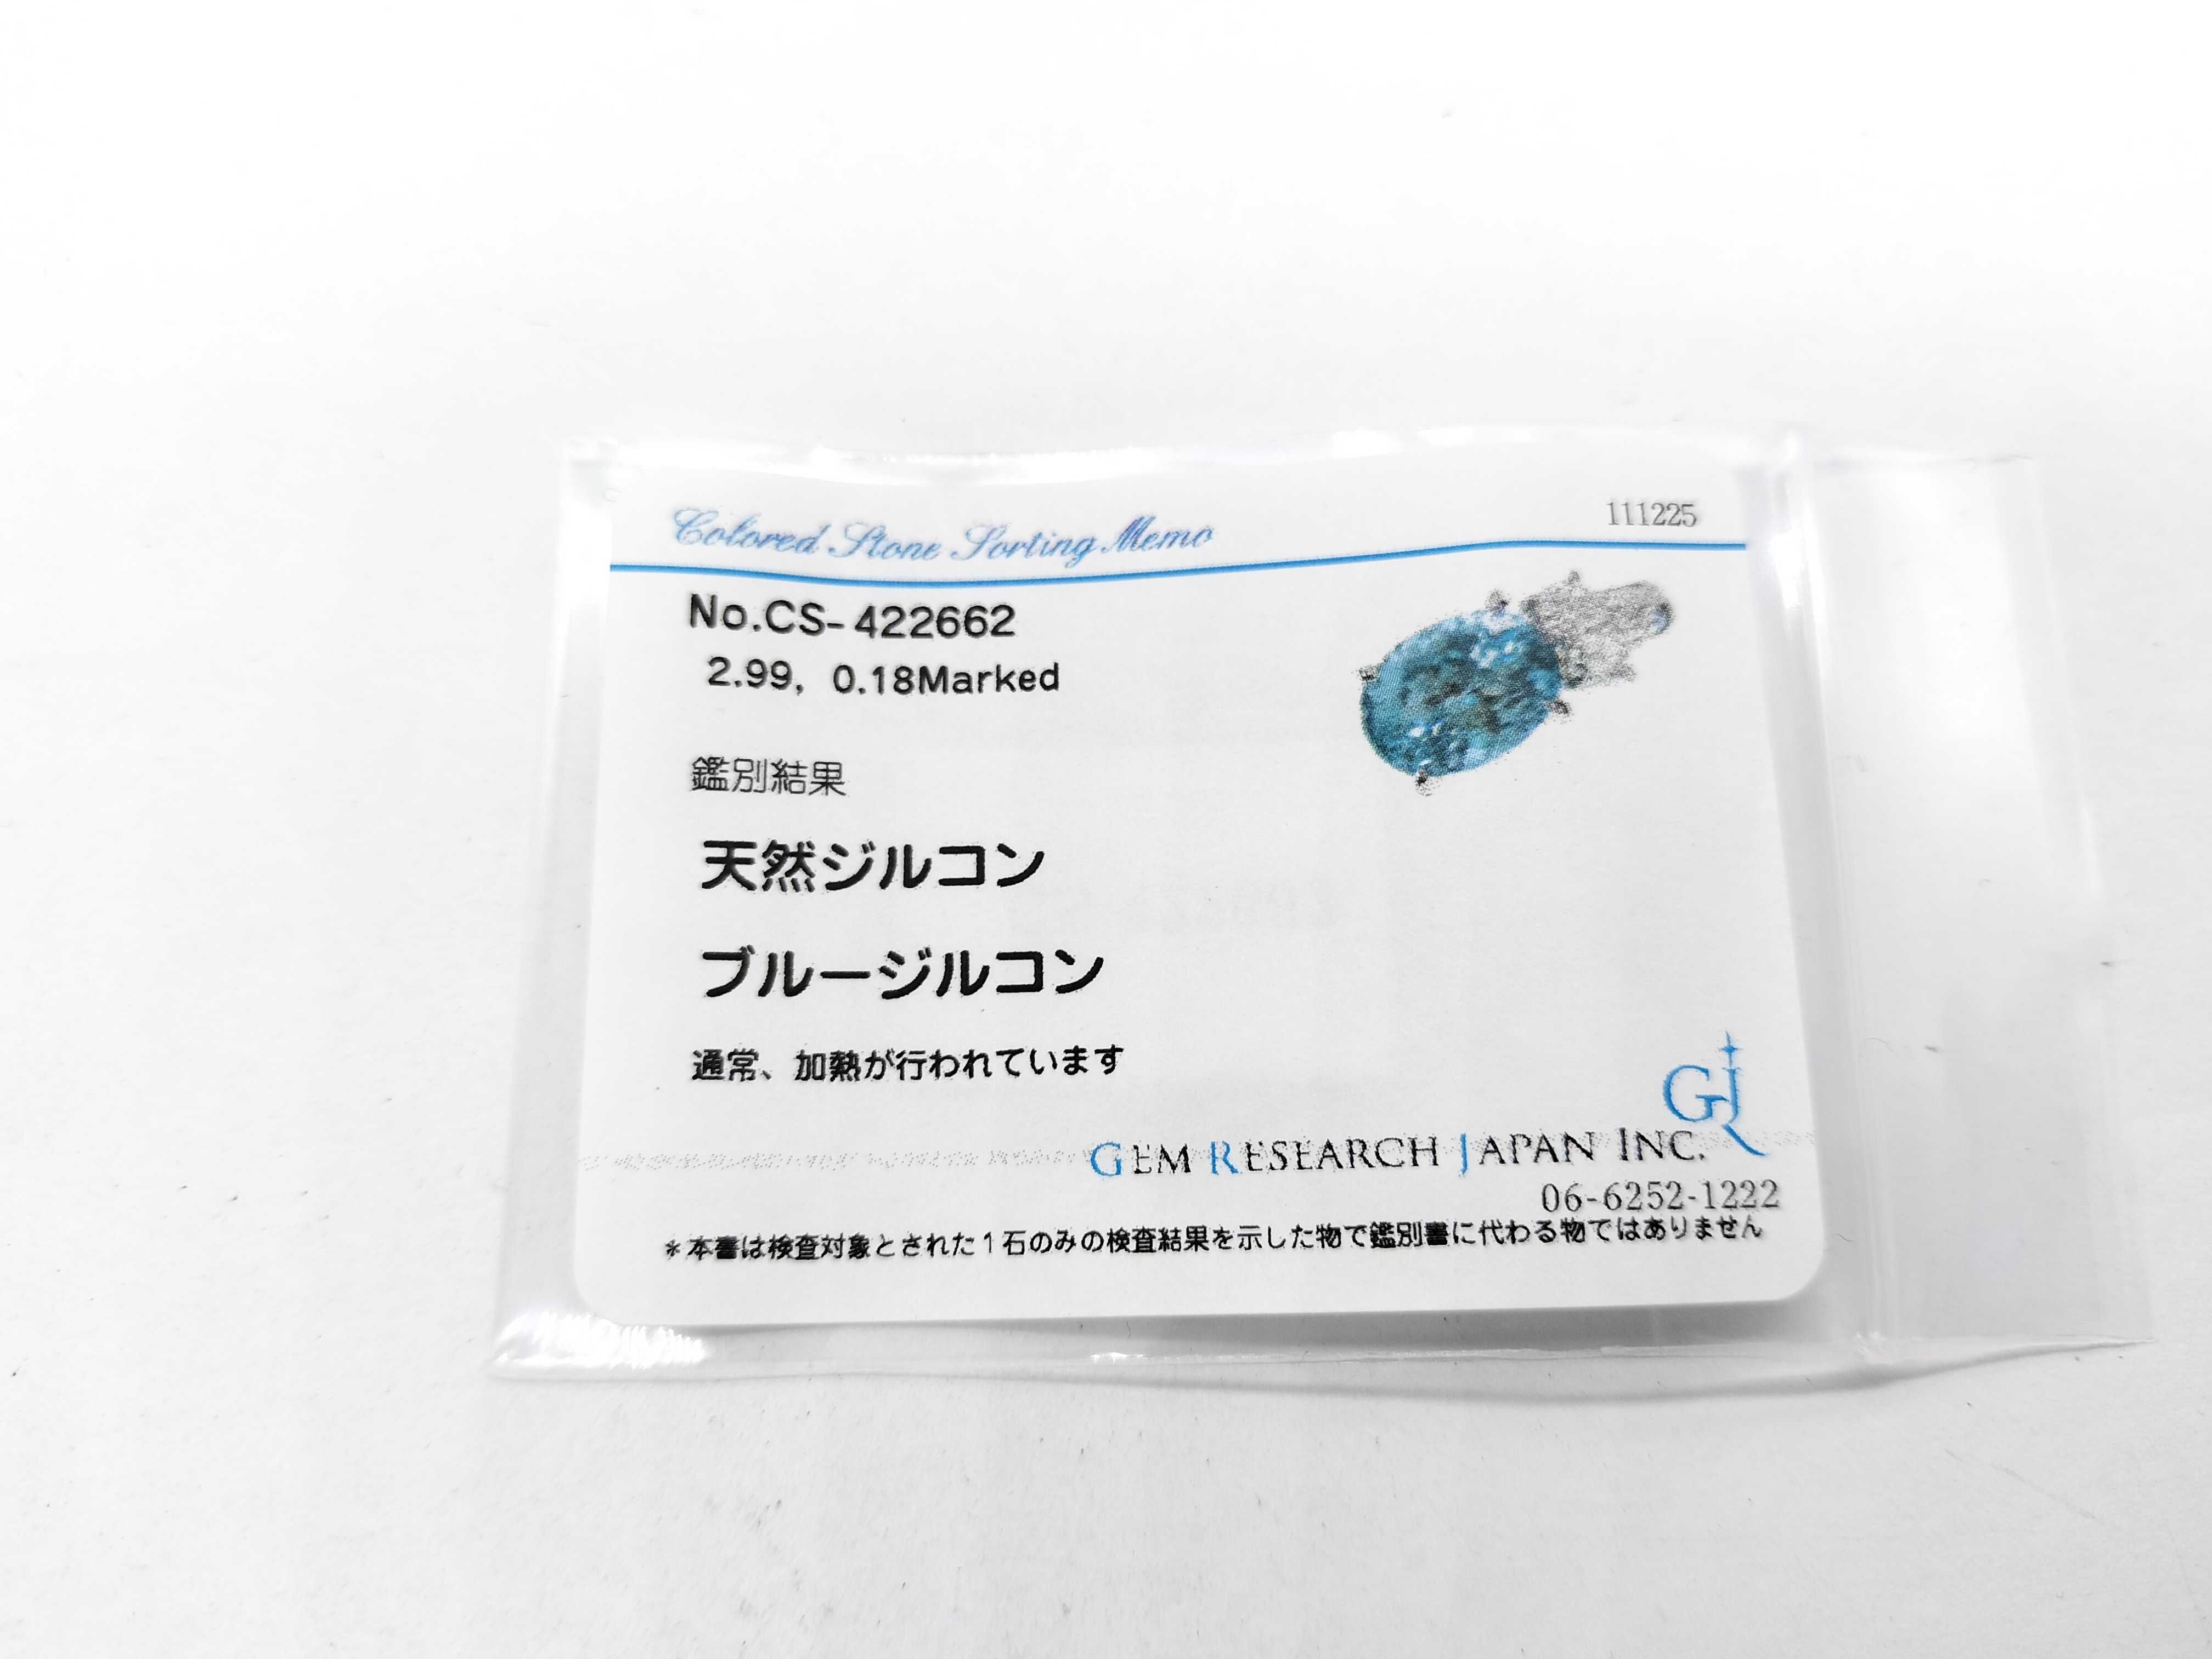 Colored Stone Sorting Memo
111225
No.CS-422662
2.99, 0.18Marked
鑑別結果
天然ジルコン
ブルージルコン
通常、加熱が行われています
GJR
GEM RESEARCH JAPAN INC.
06-6252-1222
*本書は検査対象とされた1石のみの検査結果を示した物で鑑別書に代わる物ではありません